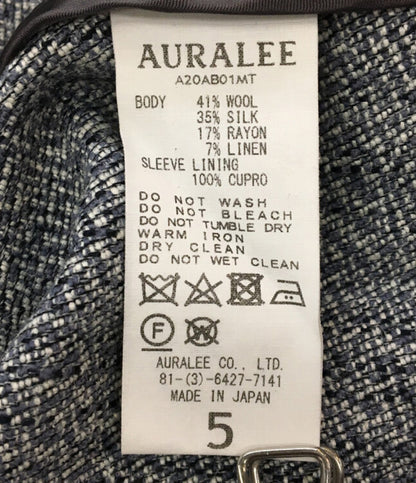 AURALEE
A20AB01MT
BODY 41% WOOL
35% SILK
17% RAYON
7% LINEN
SLEEVE LINING
100% CUPRO
DO NOT WASH
DO NOT BLEACH
DO NOT TUMBLE DRY
WARM IRON
DRY CLEAN
DO NOT WET CLEAN
F W
AURALEE CO., LTD.
81-(3)-6427-7141
MADE IN JAPAN
5